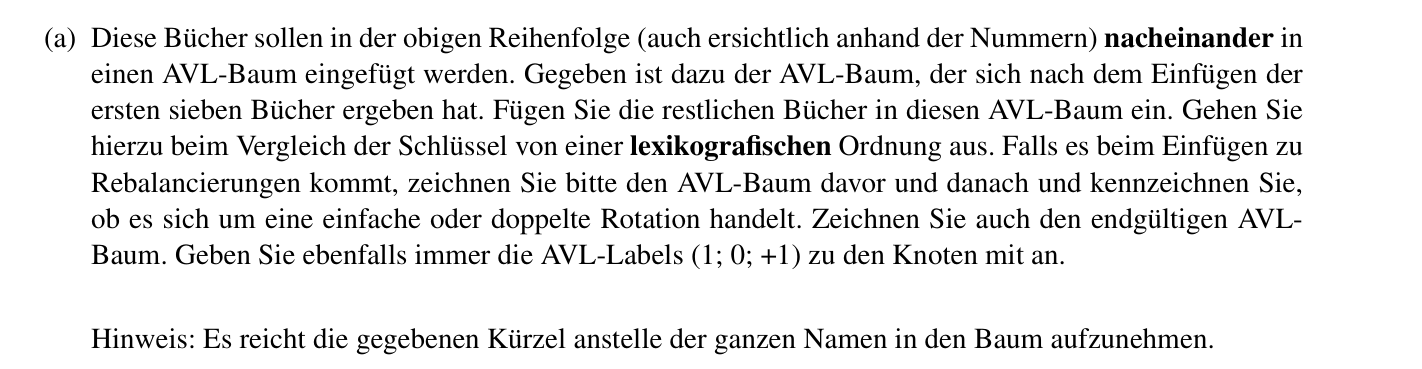 (a) Diese Bücher sollen in der obigen Reihenfolge (auch ersichtlich anhand der Nummern) nacheinander in
einen AVL-Baum eingefügt werden. Gegeben ist dazu der AVL-Baum, der sich nach dem Einfügen der
ersten sieben Bücher ergeben hat. Fügen Sie die restlichen Bücher in diesen AVL-Baum ein. Gehen Sie
hierzu beim Vergleich der Schlüssel von einer lexikografischen Ordnung aus. Falls es beim Einfügen zu
Rebalancierungen kommt, zeichnen Sie bitte den AVL-Baum davor und danach und kennzeichnen Sie,
ob es sich um eine einfache oder doppelte Rotation handelt. Zeichnen Sie auch den endgültigen AVL-
Baum. Geben Sie ebenfalls immer die AVL-Labels (1; 0; +1) zu den Knoten mit an.
Hinweis: Es reicht die gegebenen Kürzel anstelle der ganzen Namen in den Baum aufzunehmen.